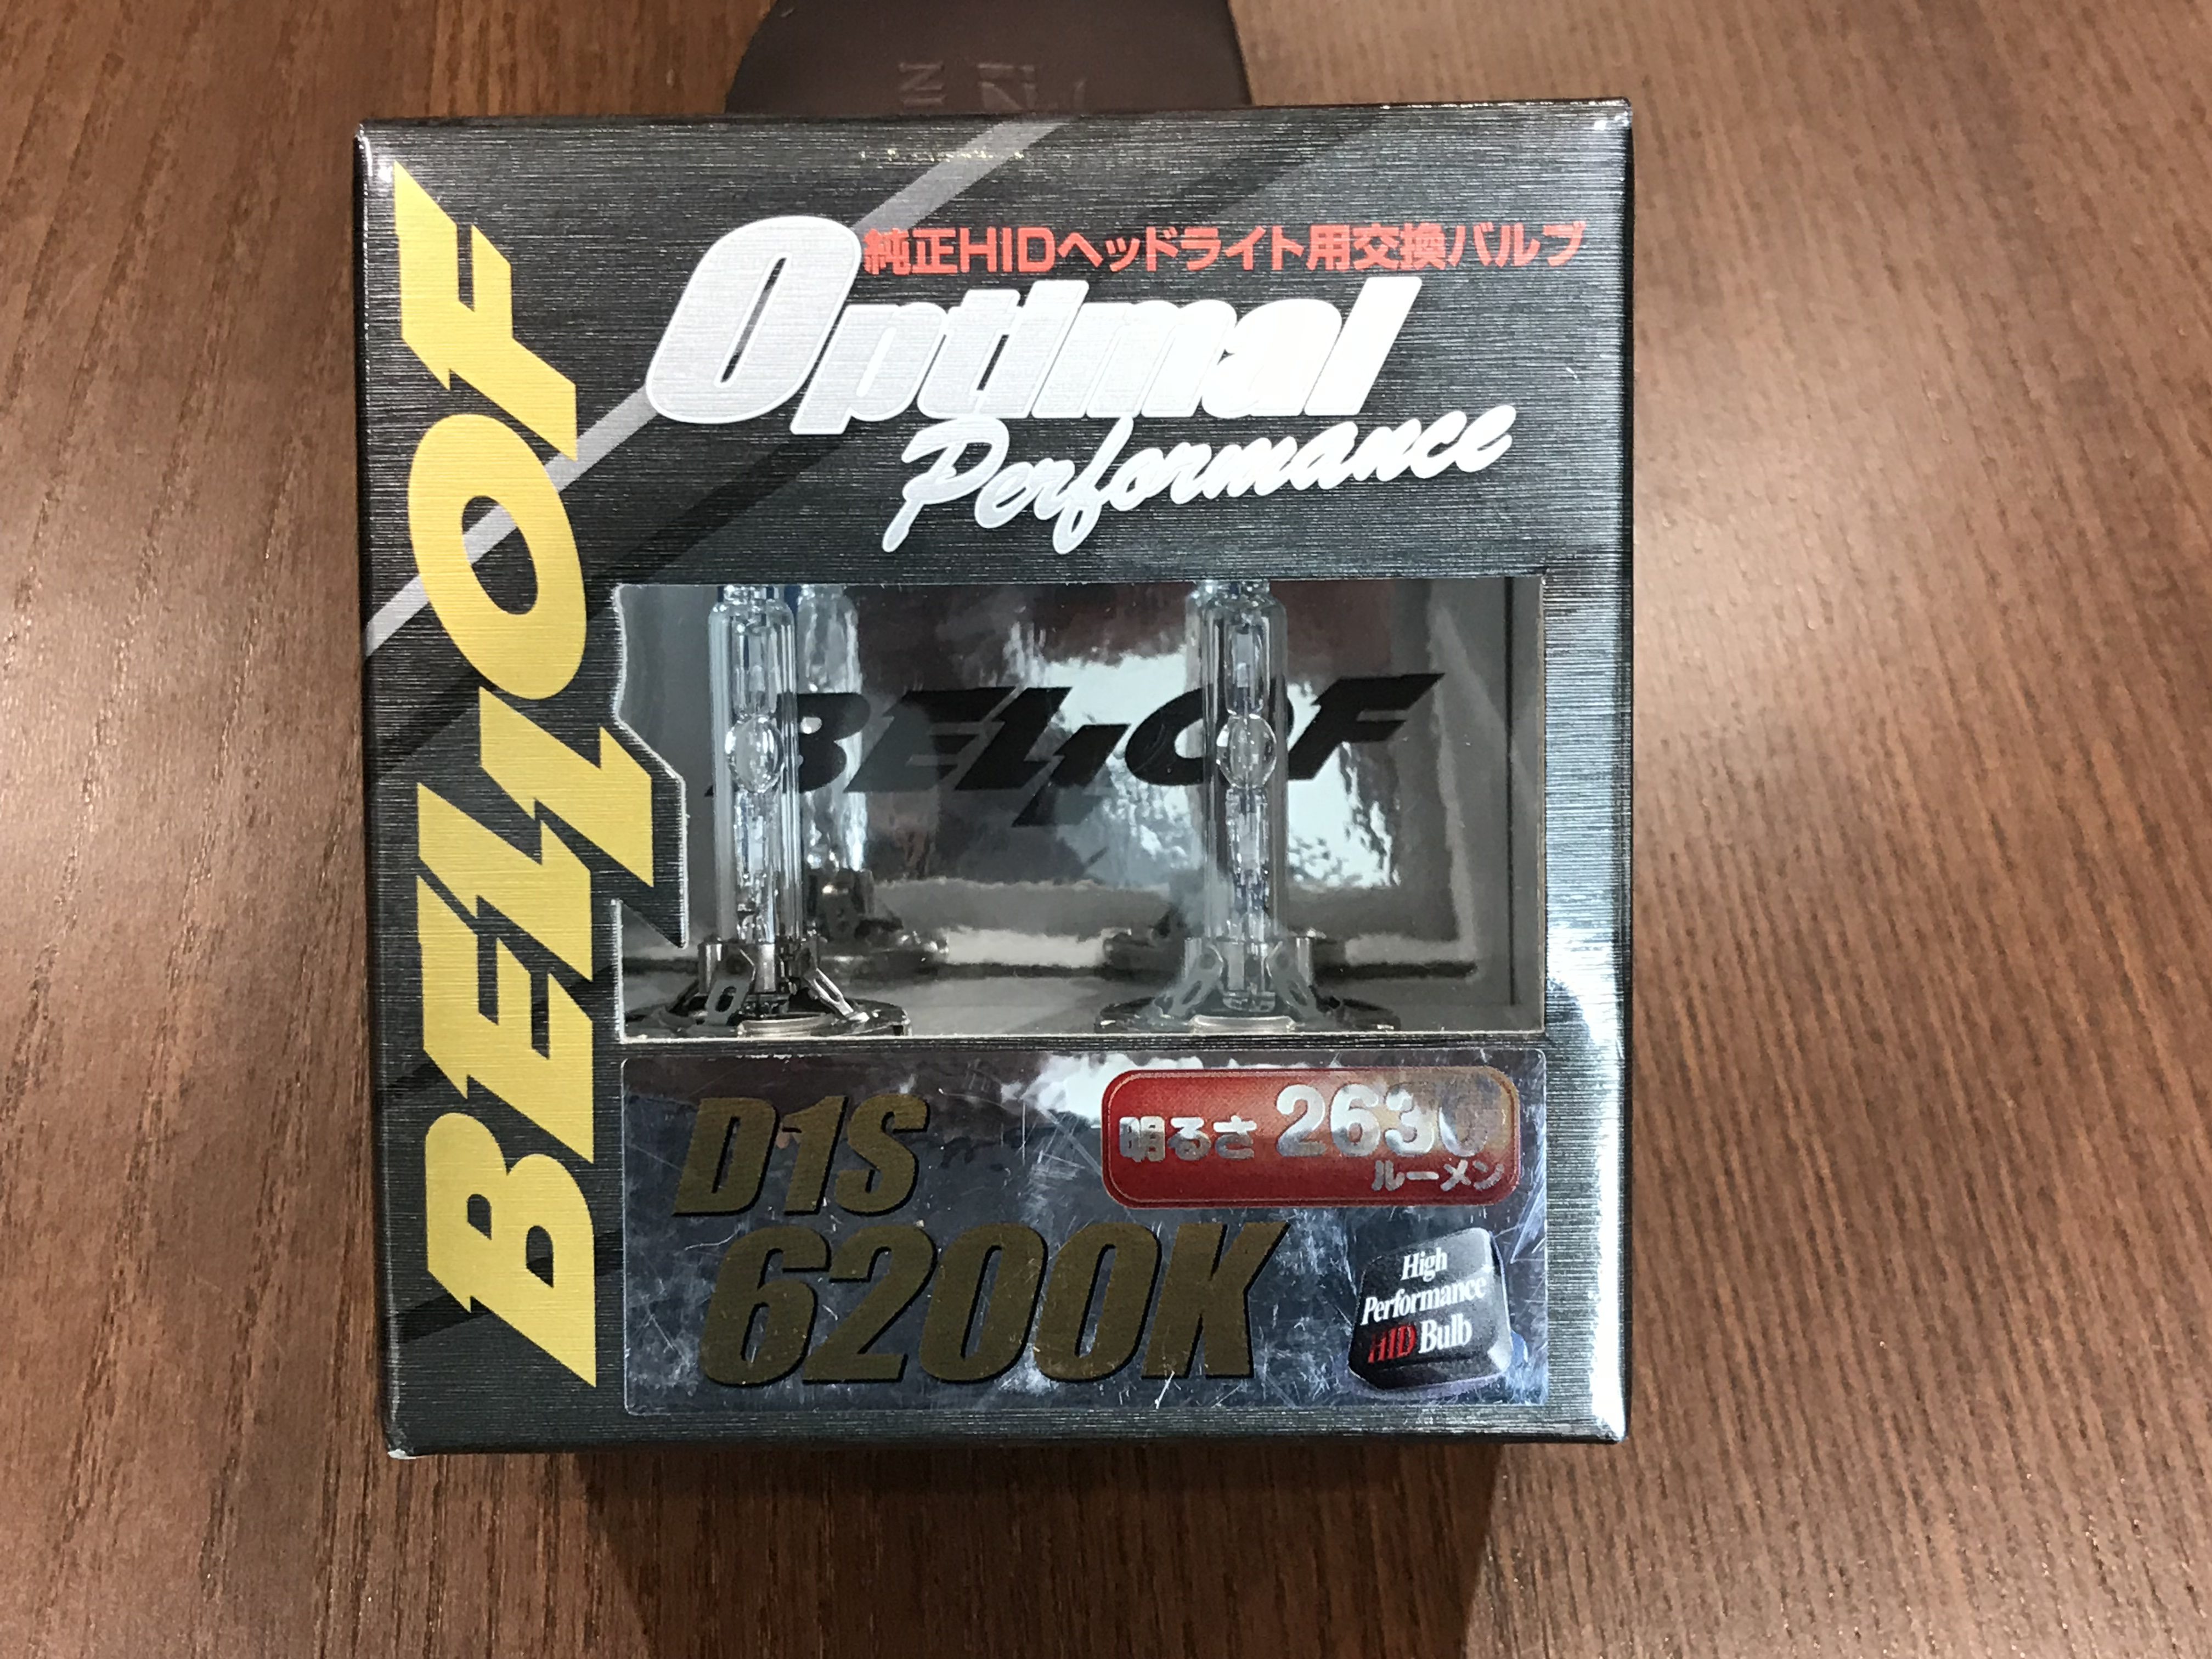 純正HIDヘッドライト用交換バルブ
Optimal
Performance
BELLOF
BELLOF
D1S
明るさ 2630
ルーメン
6200K
High
Performance
HID Bulb